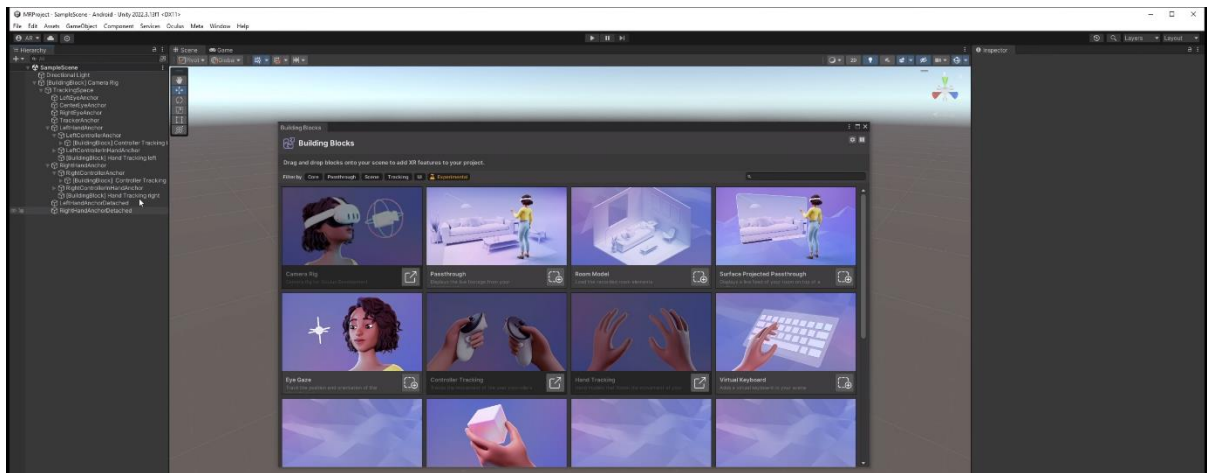 MRProject - SampleScene - Android - Unity 2022.3.13f1 <DX11>
File Edit Assets GameObject Component Services Oculus Meta Window Help
AR
Layers Layout
Hierarchy
Scene Game
Inspector
All
Pivot Global
2D
SampleScene
Directional Light
[BuildingBlock] Camera Rig
TrackingSpace
LeftEyeAnchor
CenterEyeAnchor
RightEyeAnchor
TrackerAnchor
LeftHandAnchor
LeftControllerAnchor
[BuildingBlock] Controller Tracking l
LeftControllerInHandAnchor
[BuildingBlock] Hand Tracking left
RightHandAnchor
RightControllerAnchor
[BuildingBlock] Controller Tracking
RightControllerInHandAnchor
[BuildingBlock] Hand Tracking right
LeftHandAnchorDetached
RightHandAnchorDetached
Building Blocks
Building Blocks
Drag and drop blocks onto your scene to add XR features to your project.
Filter by Core Passthrough Scene Tracking UI Experimental
Camera Rig
Passthrough
Room Model
Surface Projected Passthrough
Eye Gaze
Controller Tracking
Hand Tracking
Virtual Keyboard